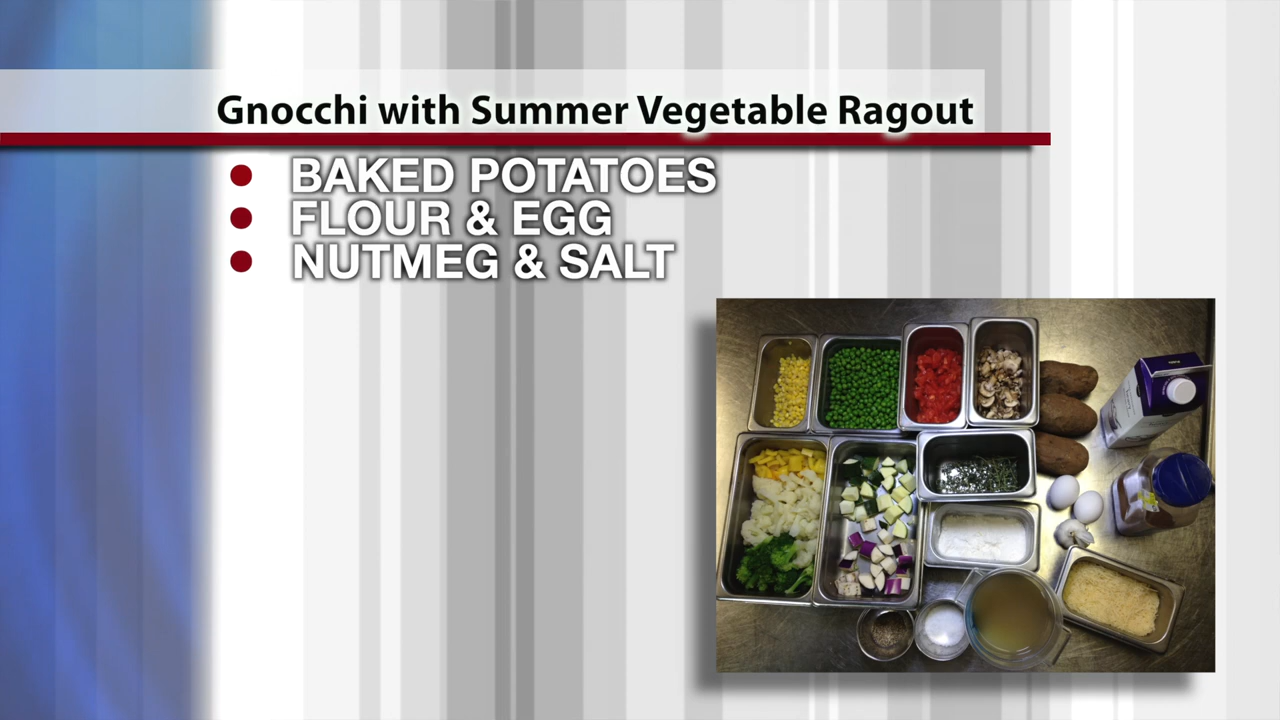 Gnocchi with Summer Vegetable Ragout
• BAKED POTATOES
• FLOUR & EGG
• NUTMEG & SALT